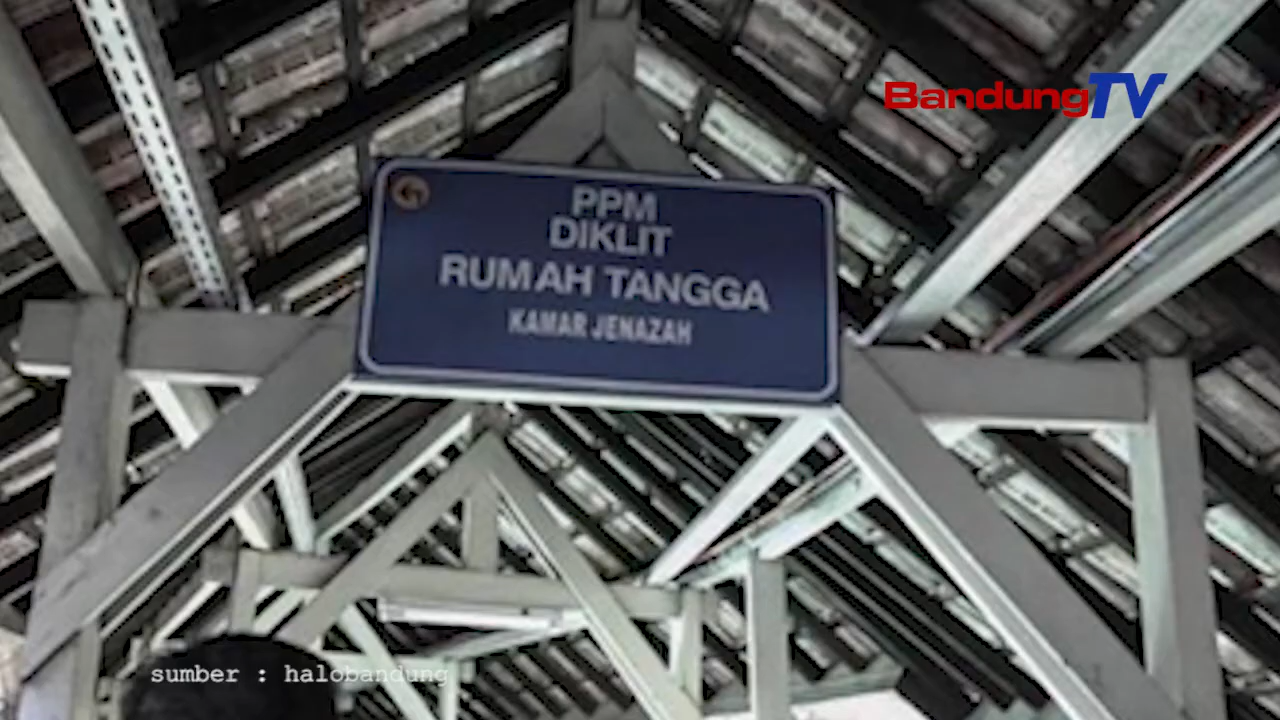 BandungTV
PPM
DIKLIT
RUMAH TANGGA
KAMAR JENAZAH
sumber : halobandung